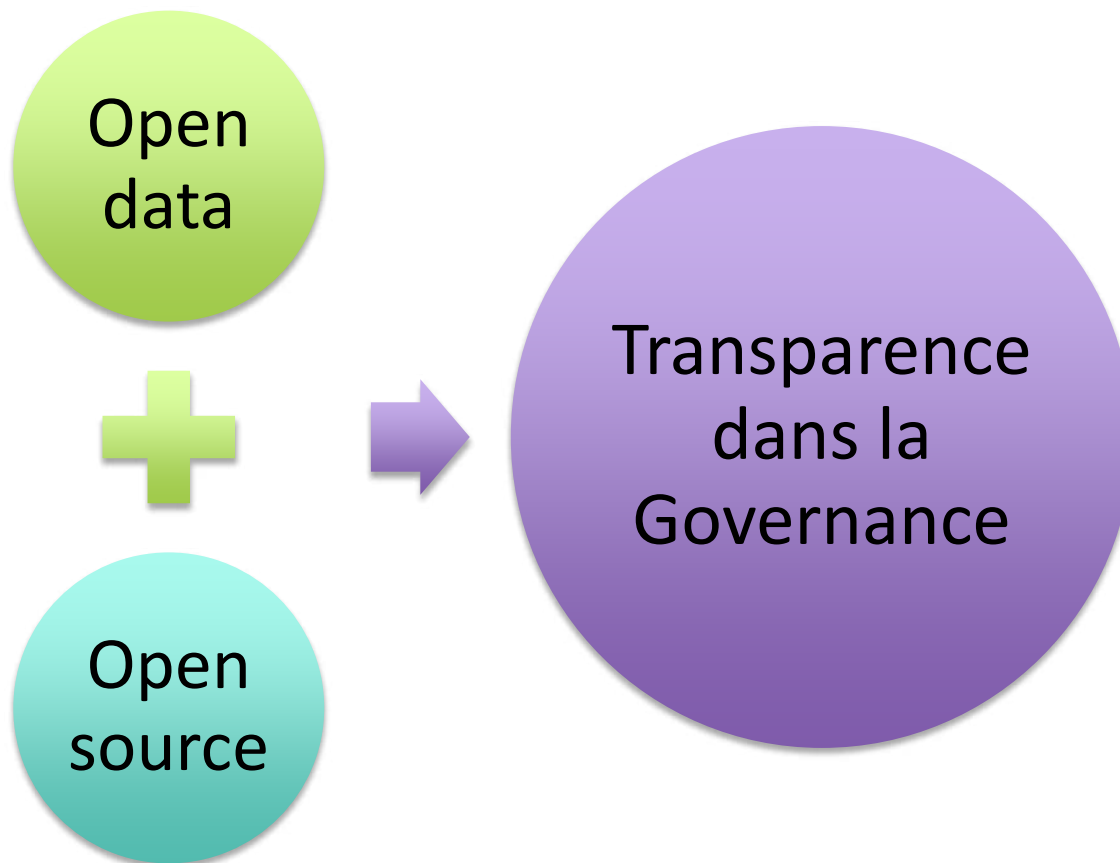 Open
data
Open
source
Transparence
dans la
Governance